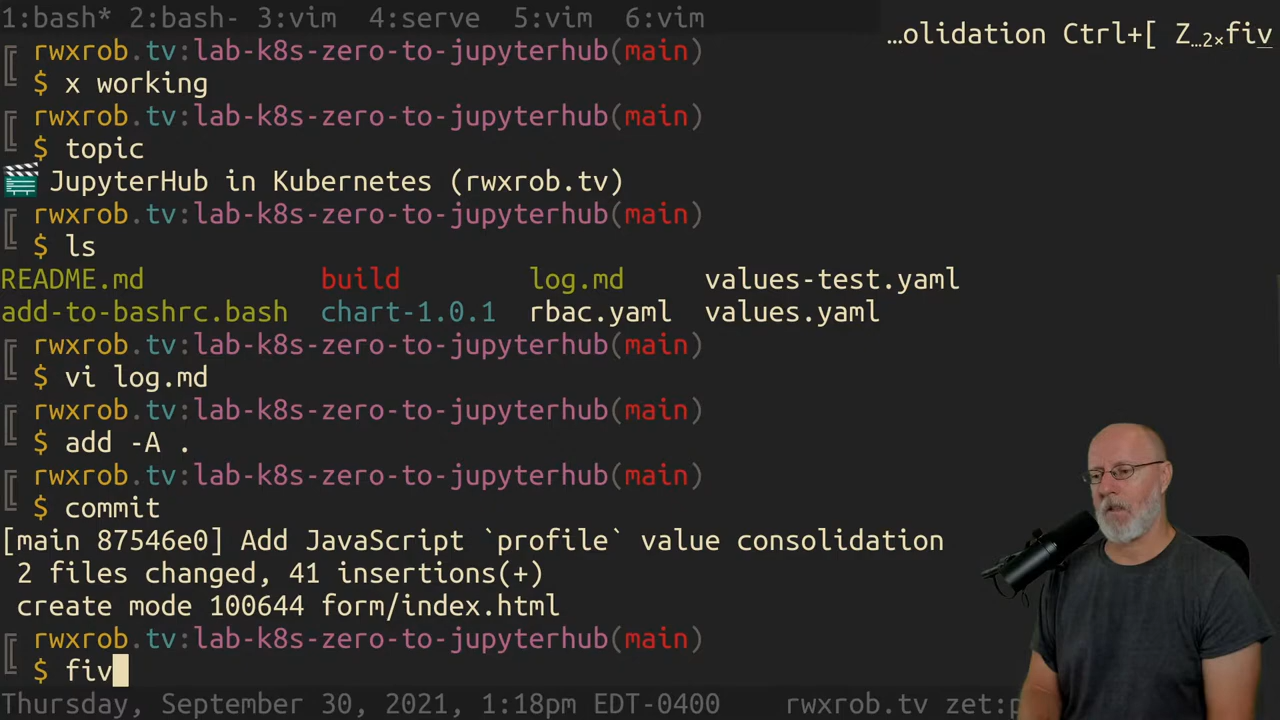 1:bash* 2:bash- 3:vim 4:serve 5:vim 6:vim
…olidation Ctrl+[ Z…2×fiv
rwxrob.tv:lab-k8s-zero-to-jupyterhub(main)
$ x working
rwxrob.tv:lab-k8s-zero-to-jupyterhub(main)
$ topic
🎬 JupyterHub in Kubernetes (rwxrob.tv)
rwxrob.tv:lab-k8s-zero-to-jupyterhub(main)
$ ls
README.md build log.md values-test.yaml
add-to-bashrc.bash chart-1.0.1 rbac.yaml values.yaml
rwxrob.tv:lab-k8s-zero-to-jupyterhub(main)
$ vi log.md
rwxrob.tv:lab-k8s-zero-to-jupyterhub(main)
$ add -A .
rwxrob.tv:lab-k8s-zero-to-jupyterhub(main)
$ commit
[main 87546e0] Add JavaScript `profile` value consolidation
2 files changed, 41 insertions(+)
create mode 100644 form/index.html
rwxrob.tv:lab-k8s-zero-to-jupyterhub(main)
$ fiv
Thursday, September 30, 2021, 1:18pm EDT-0400 rwxrob.tv zet:p